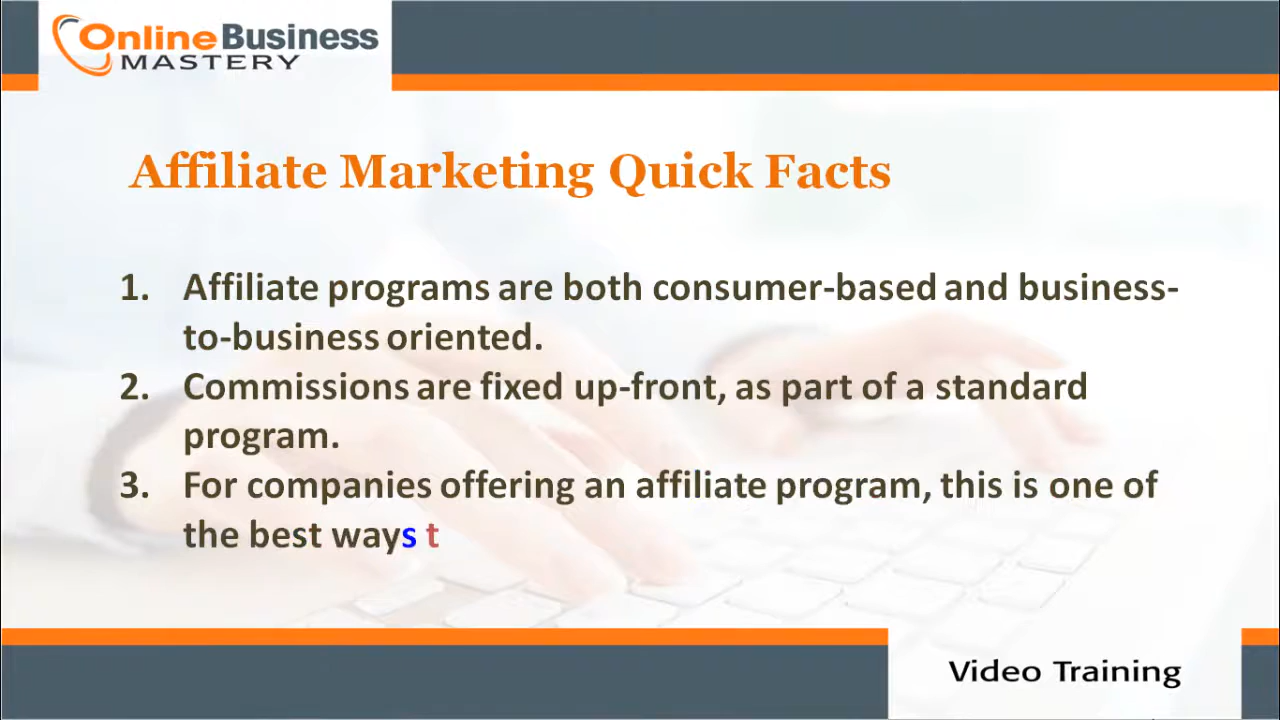 Online Business
MASTERY
Affiliate Marketing Quick Facts
1. Affiliate programs are both consumer-based and business-
to-business oriented.
2. Commissions are fixed up-front, as part of a standard
program.
3. For companies offering an affiliate program, this is one of
the best ways t
Video Training